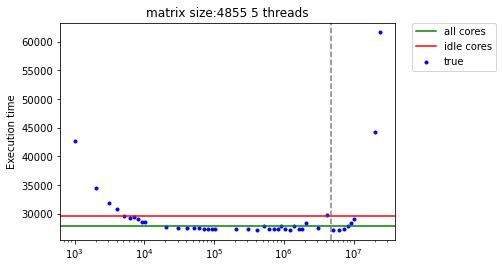 matrix size:4855 5 threads
all cores
idle cores
true
Execution time
60000
55000
50000
45000
40000
35000
30000
10³
10⁴
10⁵
10⁶
10⁷